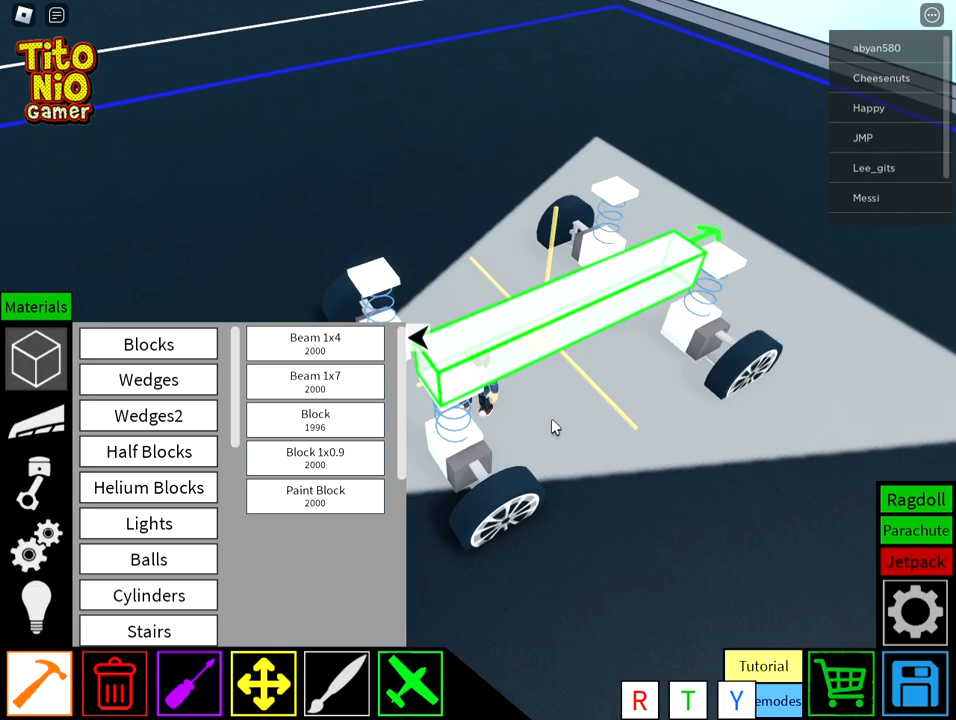 TiTO
NiO
Gamer
abyan580
Cheesenuts
Happy
JMP
Lee_gits
Messi
Materials
Blocks
Wedges
Wedges2
Half Blocks
Helium Blocks
Lights
Balls
Cylinders
Stairs
Beam 1x4
2000
Beam 1x7
2000
Block
1996
Block 1x0.9
2000
Paint Block
2000
Ragdoll
Parachute
Jetpack
Tutorial
emodes
R
T
Y